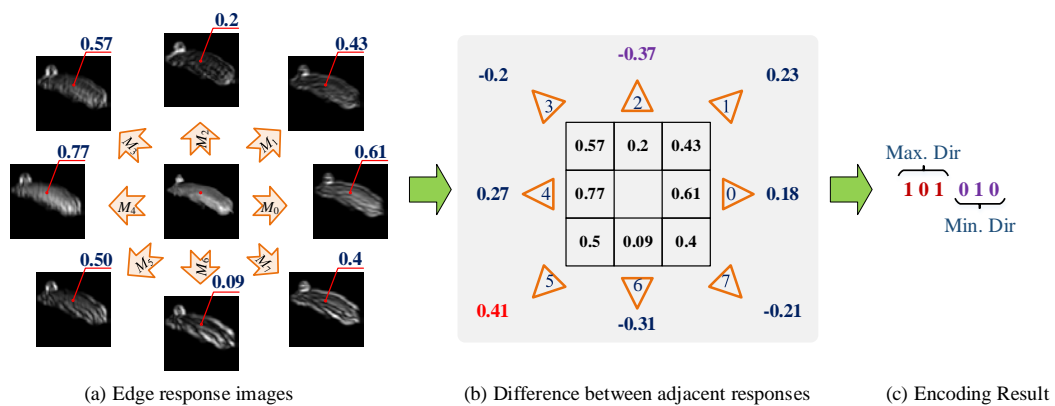 0.57
0.2
0.43
M3
M2
M1
0.77
0.61
M4
M0
0.50
M5
M6
M7
0.4
0.09
(a) Edge response images
-0.37
-0.2
0.23
3
2
1
0.57 0.2 0.43
0.27
4
0.77 0.61
0
0.18
0.5 0.09 0.4
5
6
7
0.41
-0.31
-0.21
(b) Difference between adjacent responses
Max. Dir
1 0 1 0 1 0
Min. Dir
(c) Encoding Result